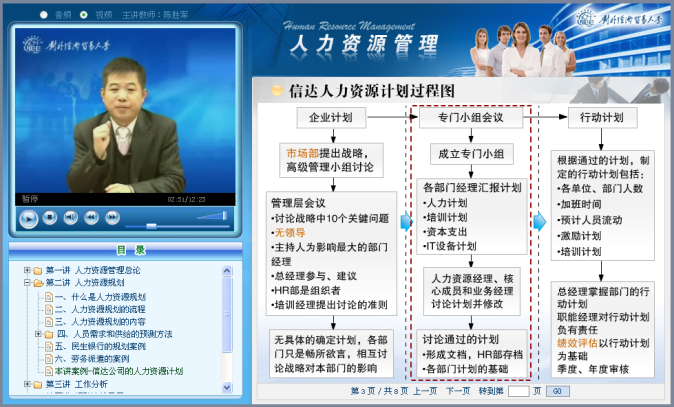 音频 视频 主讲教师：陈胜军
对外经济贸易大学
暂停 02:51/12:23
目 录
第一讲 人力资源管理总论
第二讲 人力资源规划
一、什么是人力资源规划
二、人力资源规划的流程
三、人力资源规划的内容
四、人员需求和供给的预测方法
五、民生银行的规划案例
六、劳务派遣的案例
本讲案例-信达公司的人力资源计划
第三讲 工作分析
Human Resource Management
人力资源管理
对外经济贸易大学
信达人力资源计划过程图
企业计划
市场部提出战略，
高级管理小组讨论
管理层会议
•讨论战略中10个关键问题
•无领导
•主持人为影响最大的部门
经理
•总经理参与、建议
•HR部是组织者
•培训经理提出讨论的准则
无具体的确定计划，各部
门只是畅所欲言，相互讨
论战略对本部门的影响
专门小组会议
成立专门小组
各部门经理汇报计划
•人力计划
•培训计划
•资本支出
•IT设备计划
人力资源经理、核
心成员和业务经理
讨论计划并修改
讨论通过的计划
•形成文档，HR部存档
•各部门计划的基础
行动计划
根据通过的计划，制
定的行动计划包括：
•各单位、部门人数
•加班时间
•预计人员流动
•激励计划
•培训计划
总经理掌握部门的行
动计划
职能经理对行动计划
负有责任
绩效评估以行动计划
为基础
季度、年度审核
第 3 页 / 共 8 页 上一页 下一页 转到第 页 GO